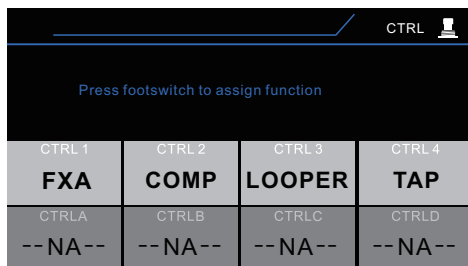 CTRL
Press footswitch to assign function
CTRL 1 CTRL 2 CTRL 3 CTRL 4
FXA COMP LOOPER TAP
CTRLA CTRLB CTRLC CTRLD
--NA-- --NA-- --NA-- --NA--